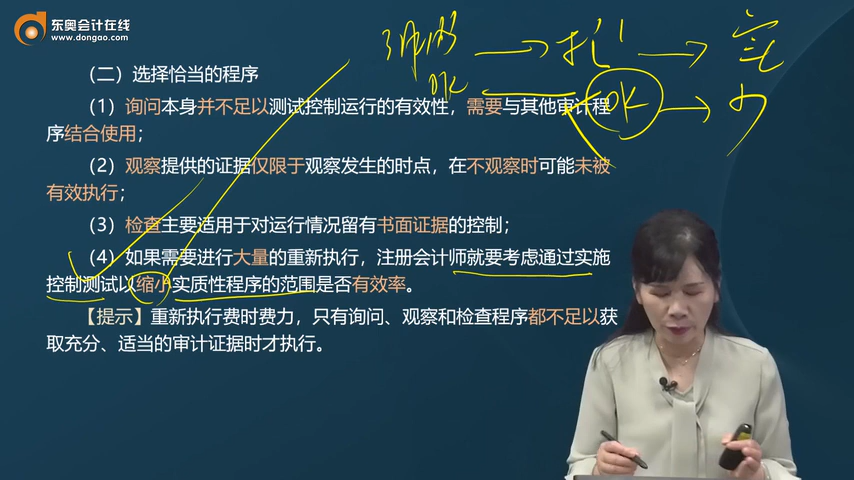 东奥会计在线
www.dongao.com
（二）选择恰当的程序
（1）询问本身并不足以测试控制运行的有效性，需要与其他审计程
序结合使用；
（2）观察提供的证据仅限于观察发生的时点，在不观察时可能未被
有效执行；
（3）检查主要适用于对运行情况留有书面证据的控制；
（4）如果需要进行大量的重新执行，注册会计师就要考虑通过实施
控制测试以缩小实质性程序的范围是否有效率。
【提示】重新执行费时费力，只有询问、观察和检查程序都不足以获
取充分、适当的审计证据时才执行。
OK
OK
少